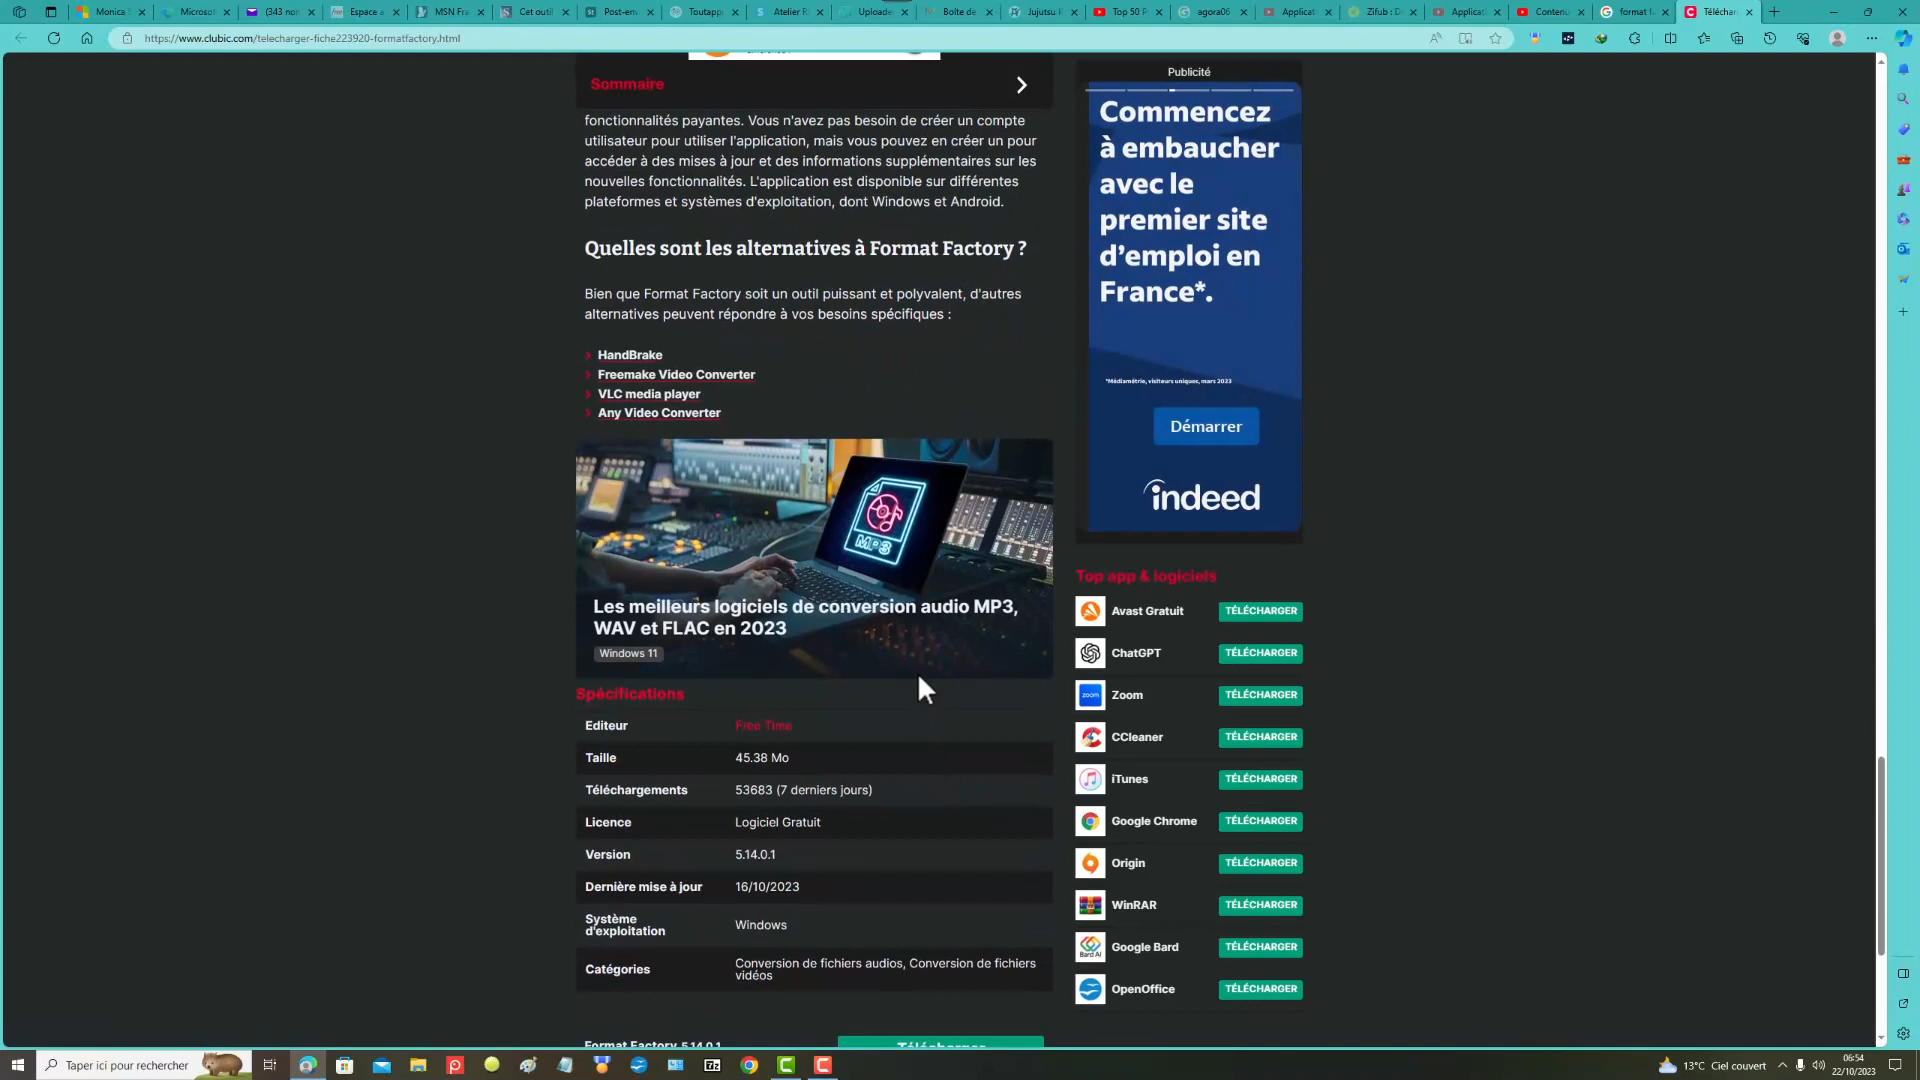 Monica S
Microsof
(343 non
Espace a
MSN Fra
Cet outil
Post-env
Toutapp
Atelier R
Uploade
Boîte de
Jujutsu K
Top 50 P
agora06
Applicat
Zifub : D
Applicati
Contenu
format f
Téléchar
https://www.clubic.com/telecharger-fiche223920-formatfactory.html
Sommaire
fonctionnalités payantes. Vous n'avez pas besoin de créer un compte
utilisateur pour utiliser l'application, mais vous pouvez en créer un pour
accéder à des mises à jour et des informations supplémentaires sur les
nouvelles fonctionnalités. L'application est disponible sur différentes
plateformes et systèmes d'exploitation, dont Windows et Android.
Quelles sont les alternatives à Format Factory ?
Bien que Format Factory soit un outil puissant et polyvalent, d'autres
alternatives peuvent répondre à vos besoins spécifiques :
HandBrake
Freemake Video Converter
VLC media player
Any Video Converter
MP3
Les meilleurs logiciels de conversion audio MP3,
WAV et FLAC en 2023
Windows 11
Spécifications
Editeur Free Time
Taille 45.38 Mo
Téléchargements 53683 (7 derniers jours)
Licence Logiciel Gratuit
Version 5.14.0.1
Dernière mise à jour 16/10/2023
Système
d'exploitation Windows
Catégories Conversion de fichiers audios, Conversion de fichiers
vidéos
Format Factory 5.14.0.1
Télécharger
Publicité
Commencez
à embaucher
avec le
premier site
d'emploi en
France*.
*Médiamétrie, visiteurs uniques, mars 2023
Démarrer
indeed
Top app & logiciels
Avast Gratuit TÉLÉCHARGER
ChatGPT TÉLÉCHARGER
zoom Zoom TÉLÉCHARGER
CCleaner TÉLÉCHARGER
iTunes TÉLÉCHARGER
Google Chrome TÉLÉCHARGER
Origin TÉLÉCHARGER
WinRAR TÉLÉCHARGER
Bard AI Google Bard TÉLÉCHARGER
OpenOffice TÉLÉCHARGER
Taper ici pour rechercher
7z
13°C Ciel couvert
06:54
22/10/2023